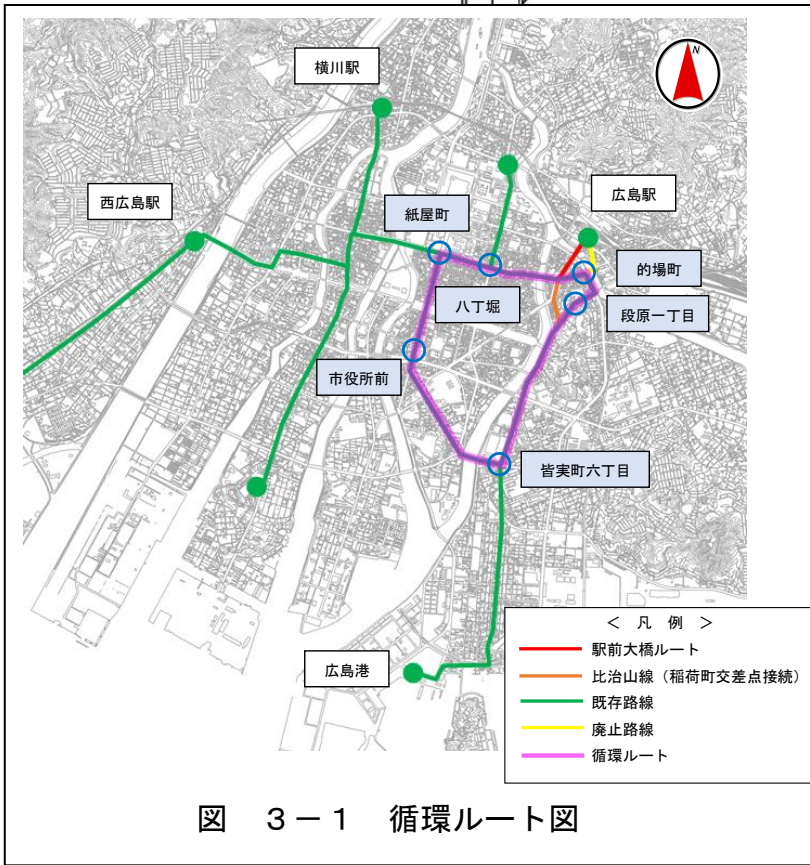 N
横川駅
広島駅
西広島駅
紙屋町
的場町
八丁堀
段原一丁目
市役所前
皆実町六丁目
広島港
＜ 凡 例 ＞
駅前大橋ルート
比治山線（稲荷町交差点接続）
既存路線
廃止路線
循環ルート
図　３－１　循環ルート図